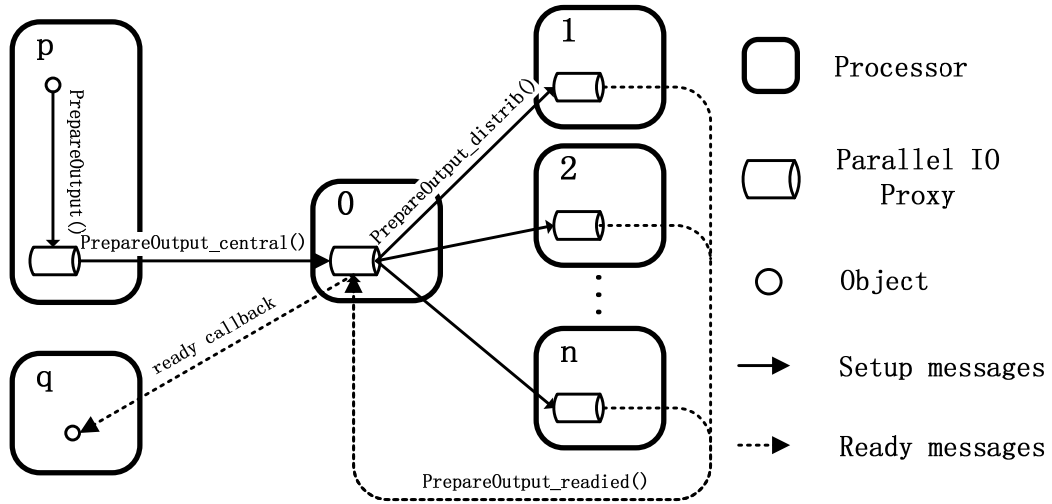 p
PrepareOutput()
PrepareOutput_central()
0
PrepareOutput_distrib()
1
2
n
ready callback
q
PrepareOutput_readied()
Processor
Parallel IO
Proxy
Object
Setup messages
Ready messages